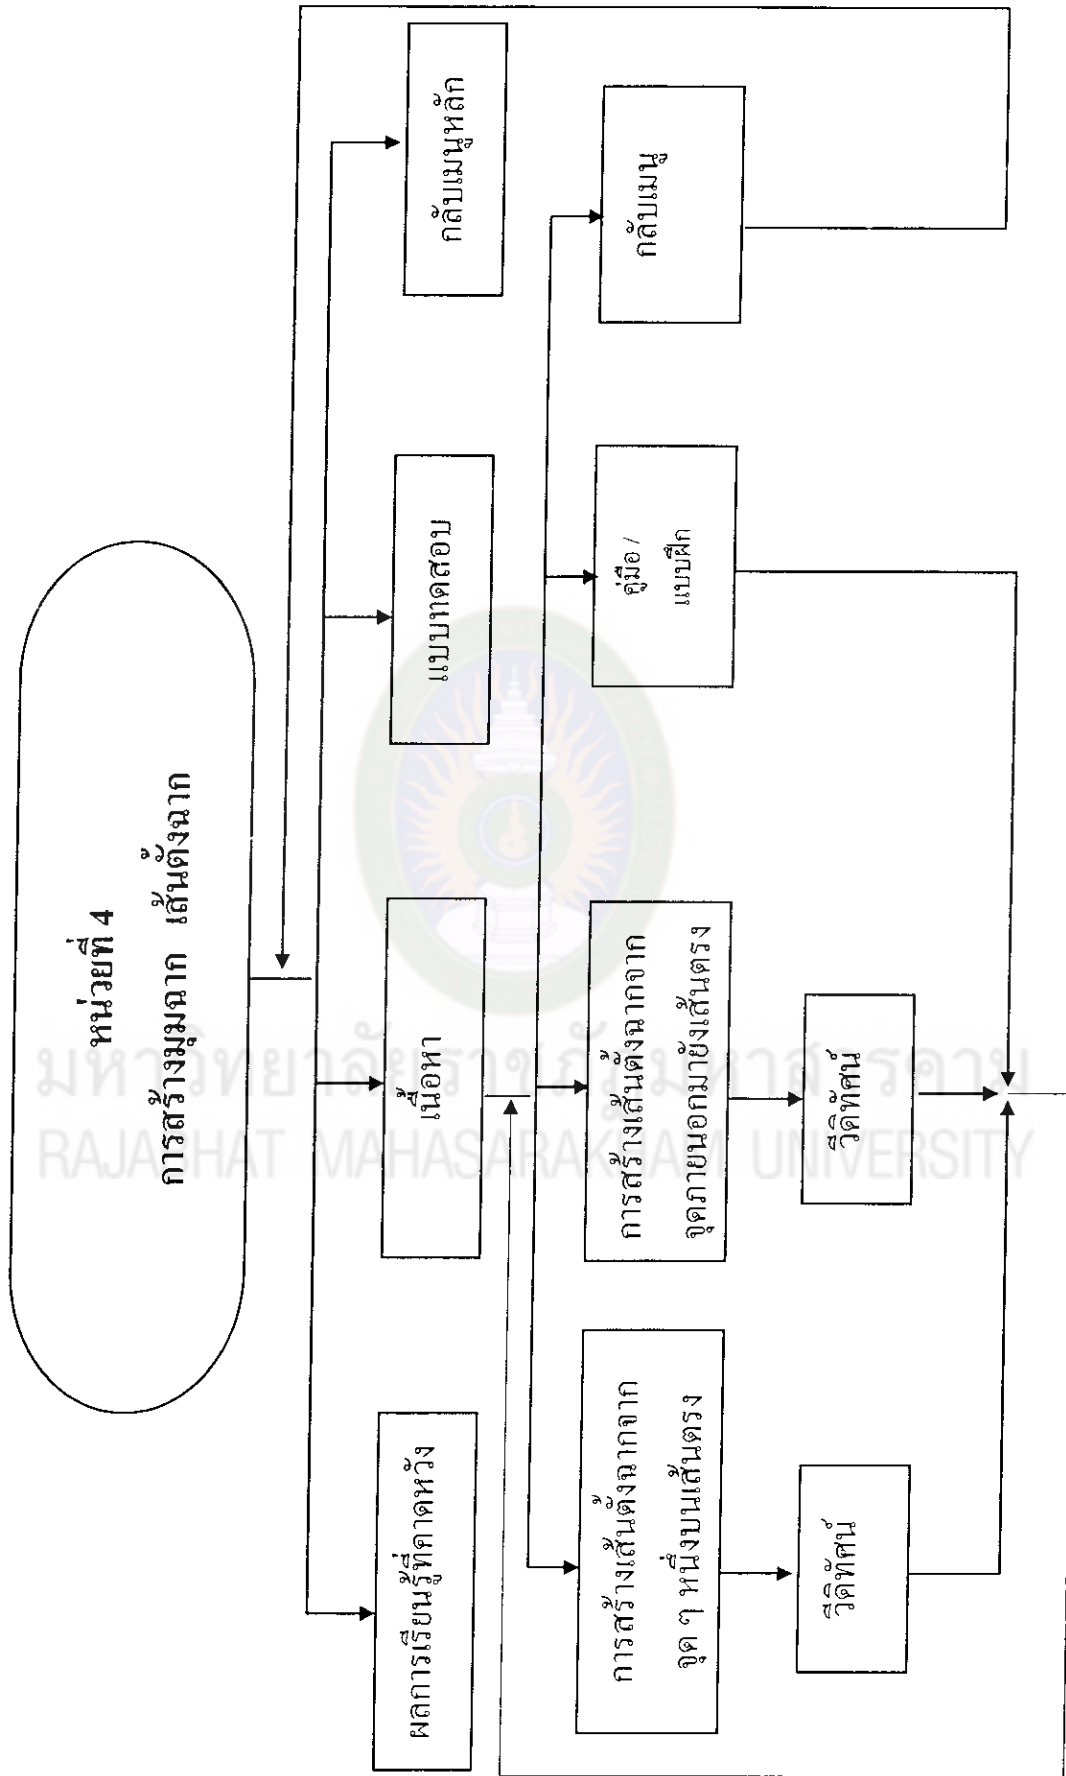 หน่วยที่ 4
การสร้างมุมฉาก เส้นตั้งฉาก
ผลการเรียนรู้ที่คาดหวัง
เนื้อหา
แบบทดสอบ
กลับเมนูหลัก
การสร้างเส้นตั้งฉากจาก
จุด ๆ หนึ่งบนเส้นตรง
การสร้างเส้นตั้งฉากจาก
จุดภายนอกมายังเส้นตรง
คู่มือ /
แบบฝึก
กลับเมนู
วีดิทัศน์
วีดิทัศน์
มหาวิทยาลัยราชภัฏมหาสารคาม
RAJABHAT MAHASARAKHAM UNIVERSITY